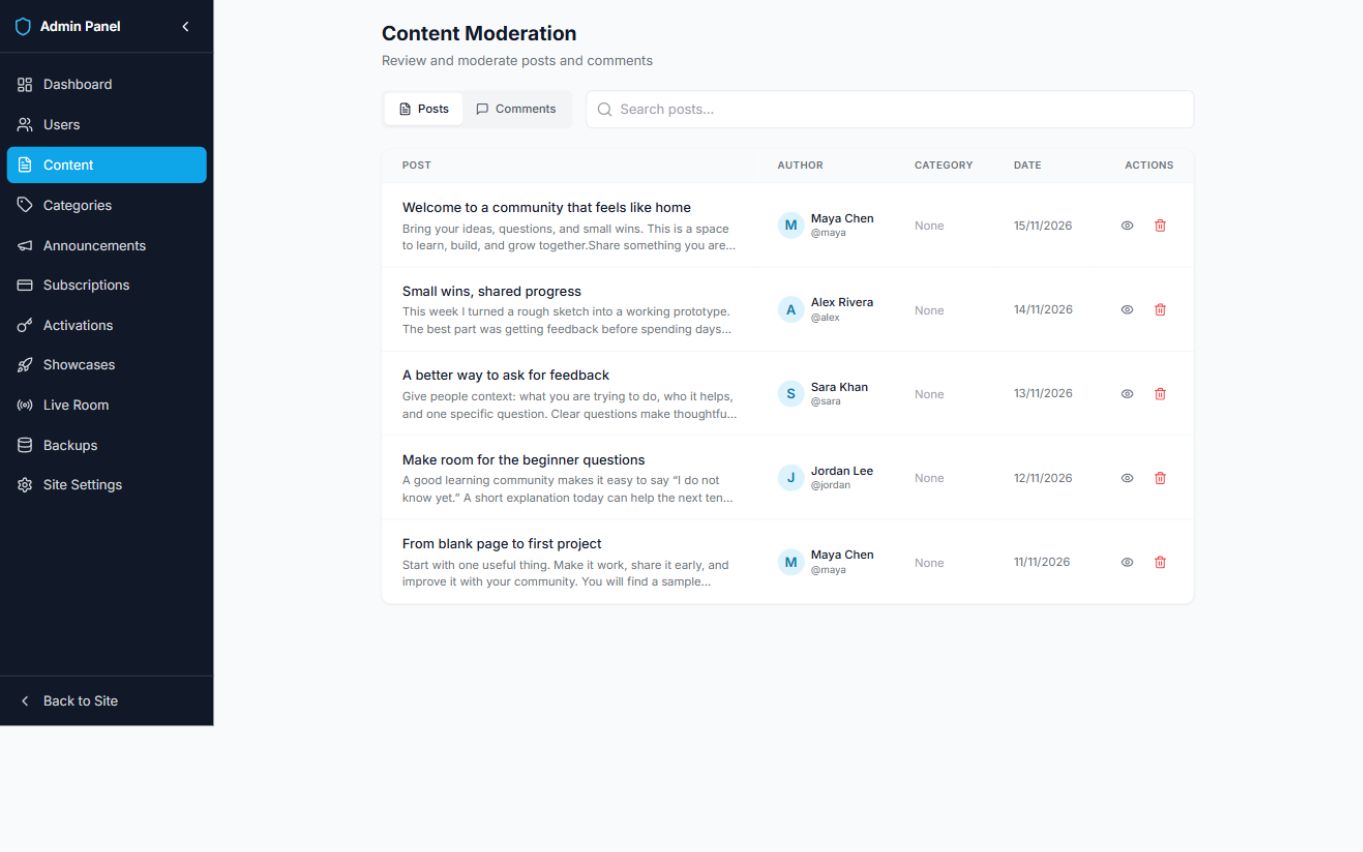 Admin Panel
Dashboard
Users
Content
Categories
Announcements
Subscriptions
Activations
Showcases
Live Room
Backups
Site Settings
Back to Site
Content Moderation
Review and moderate posts and comments
Posts
Comments
Search posts...
POST AUTHOR CATEGORY DATE ACTIONS
Welcome to a community that feels like home
Bring your ideas, questions, and small wins. This is a space
to learn, build, and grow together.Share something you are...
M Maya Chen
@maya
None
15/11/2026
Small wins, shared progress
This week I turned a rough sketch into a working prototype.
The best part was getting feedback before spending days...
A Alex Rivera
@alex
None
14/11/2026
A better way to ask for feedback
Give people context: what you are trying to do, who it helps,
and one specific question. Clear questions make thoughtfu...
S Sara Khan
@sara
None
13/11/2026
Make room for the beginner questions
A good learning community makes it easy to say “I do not
know yet.” A short explanation today can help the next ten...
J Jordan Lee
@jordan
None
12/11/2026
From blank page to first project
Start with one useful thing. Make it work, share it early, and
improve it with your community. You will find a sample...
M Maya Chen
@maya
None
11/11/2026